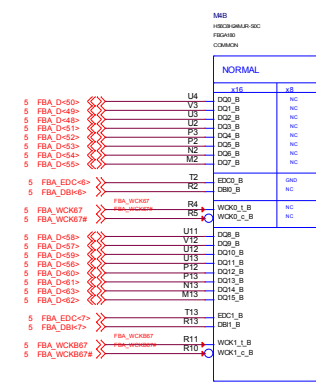 M4B
H56C8H24MJR-S0C
FBGA180
COMMON
NORMAL
x16 x8
5 FBA_D<50> U4 DQ0_B NC
5 FBA_D<49> V3 DQ1_B NC
5 FBA_D<48> U3 DQ2_B NC
5 FBA_D<51> U2 DQ3_B NC
5 FBA_D<52> P3 DQ4_B NC
5 FBA_D<53> P2 DQ5_B NC
5 FBA_D<54> N2 DQ6_B NC
5 FBA_D<55> M2 DQ7_B NC
5 FBA_EDC<6> T2 EDC0_B GND
5 FBA_DBI<6> R2 DBI0_B NC
FBA_WCK67
5 FBA_WCK67 R4 WCK0_t_B NC
FBA_WCK67#
5 FBA_WCK67# R5 WCK0_c_B NC
5 FBA_D<58> U11 DQ8_B
5 FBA_D<57> V12 DQ9_B
5 FBA_D<59> U12 DQ10_B
5 FBA_D<56> U13 DQ11_B
5 FBA_D<60> P12 DQ12_B
5 FBA_D<61> P13 DQ13_B
5 FBA_D<63> N13 DQ14_B
5 FBA_D<62> M13 DQ15_B
5 FBA_EDC<7> T13 EDC1_B
5 FBA_DBI<7> R13 DBI1_B
FBA_WCKB67
5 FBA_WCKB67 R11 WCK1_t_B
FBA_WCKB67#
5 FBA_WCKB67# R10 WCK1_c_B